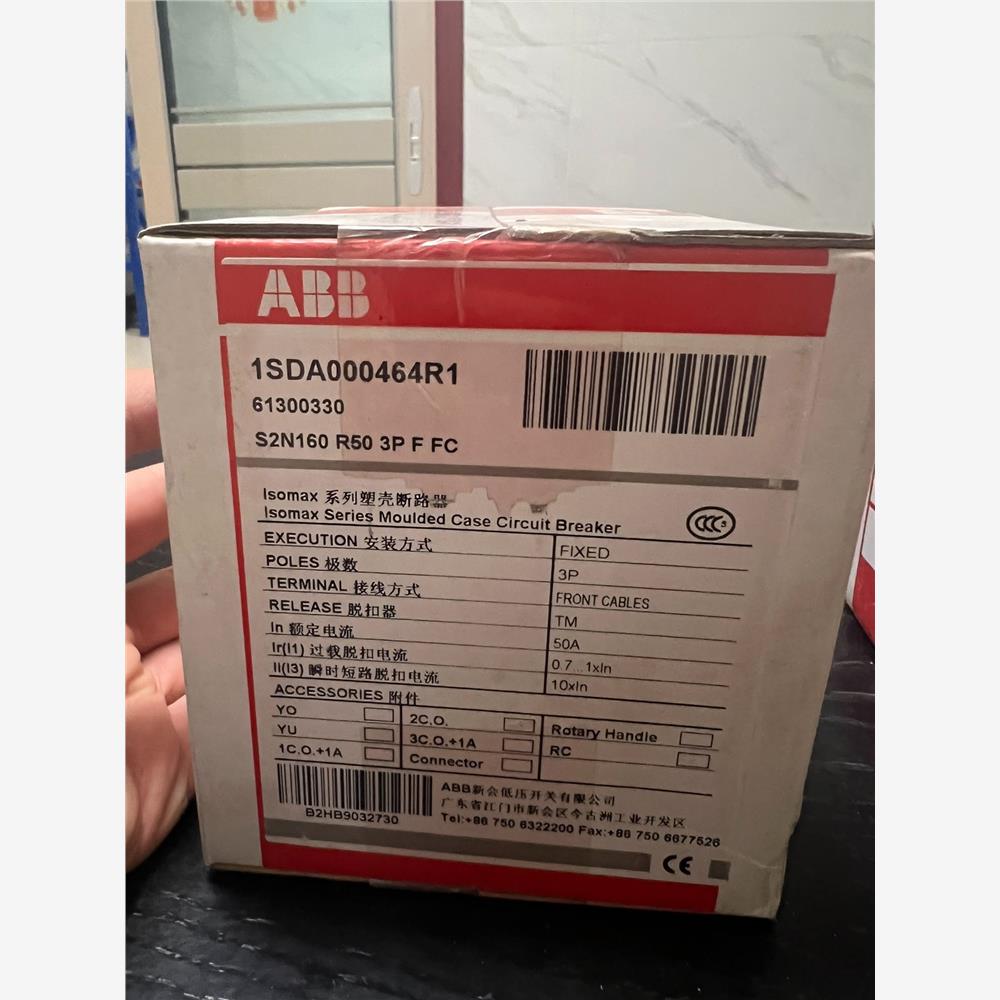 ABB
1SDA000464R1
61300330
S2N160 R50 3P F FC
Isomax 系列塑壳断路器
Isomax Series Moulded Case Circuit Breaker
CCC S
EXECUTION 安装方式 FIXED
POLES 极数 3P
TERMINAL 接线方式 FRONT CABLES
RELEASE 脱扣器 TM
In 额定电流 50A
Ir(I1) 过载脱扣电流 0.7...1xIn
Ii(I3) 瞬时短路脱扣电流 10xIn
ACCESSORIES 附件
YO 2C.O. Rotary Handle
YU 3C.O.+1A RC
1C.O.+1A Connector
B2HB9032730
ABB新会低压开关有限公司
广东省江门市新会区今古洲工业开发区
Tel:+86 750 6322200 Fax:+86 750 6677526
CE